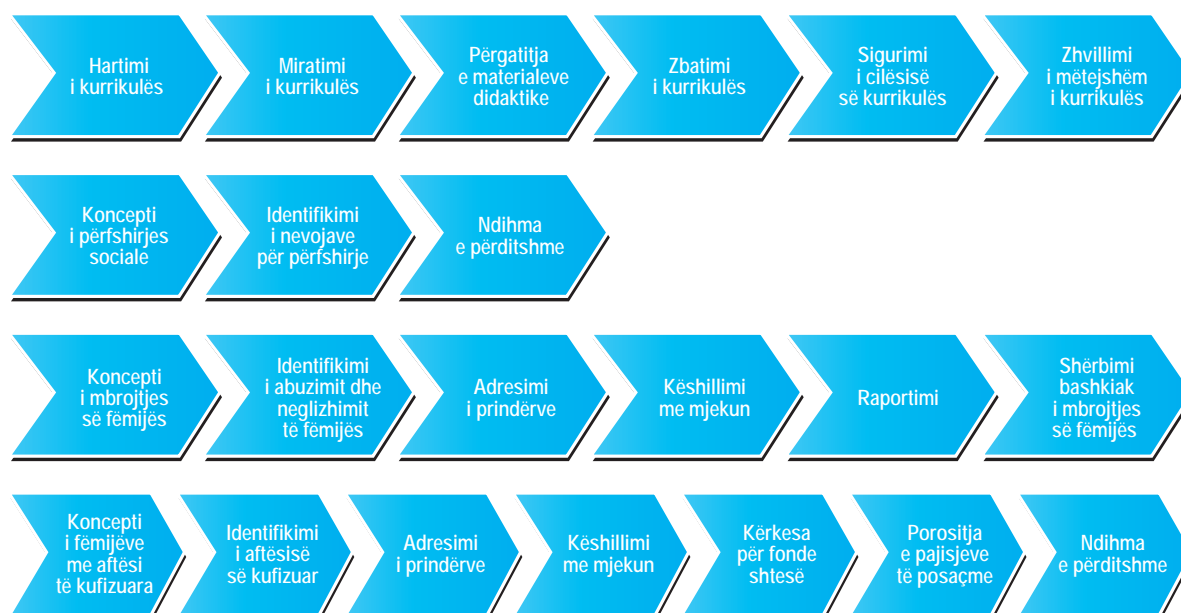 Hartimi
i kurrikulës
Miratimi
i kurrikulës
Përgatitja
e materialeve
didaktike
Zbatimi
i kurrikulës
Sigurimi
i cilësisë
së kurrikulës
Zhvillimi
i mëtejshëm
i kurrikulës
Koncepti
i përfshirjes
sociale
Identifikimi
i nevojave
për përfshirje
Ndihma
e përditshme
Koncepti
i mbrojtjes
së fëmijës
Identifikimi
i abuzimit dhe
neglizhimit
të fëmijës
Adresimi
i prindërve
Këshillimi
me mjekun
Raportimi
Shërbimi
bashkiak
i mbrojtjes
së fëmijës
Koncepti
i fëmijëve
me aftësi
të kufizuara
Identifikimi
i aftësisë
së kufizuar
Adresimi
i prindërve
Këshillimi
me mjekun
Kërkesa
për fonde
shtesë
Porositja
e pajisjeve
të posaçme
Ndihma
e përditshme